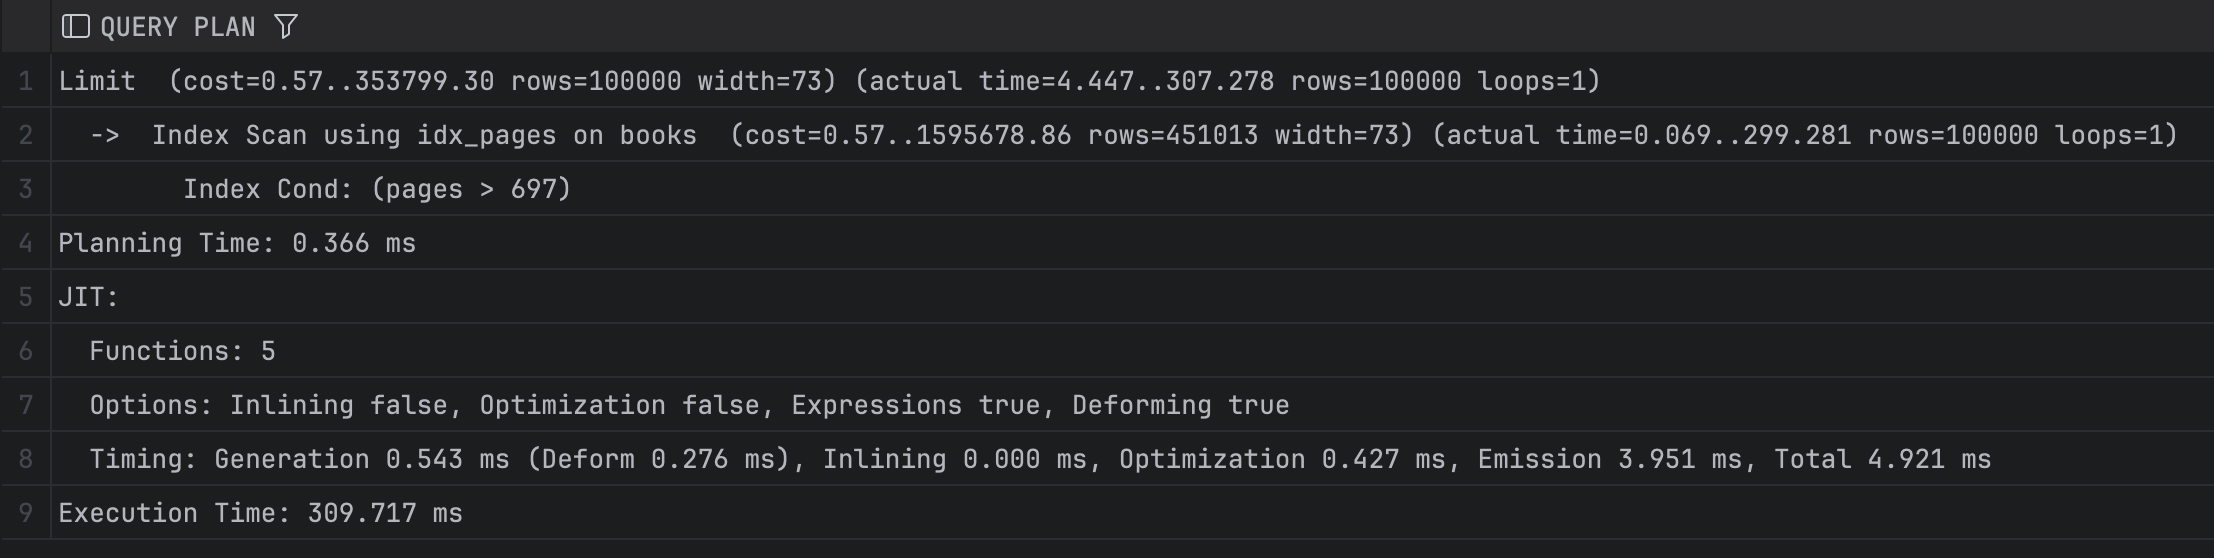 QUERY PLAN
1 Limit  (cost=0.57..353799.30 rows=100000 width=73) (actual time=4.447..307.278 rows=100000 loops=1)
2   ->  Index Scan using idx_pages on books  (cost=0.57..1595678.86 rows=451013 width=73) (actual time=0.069..299.281 rows=100000 loops=1)
3         Index Cond: (pages > 697)
4 Planning Time: 0.366 ms
5 JIT:
6   Functions: 5
7   Options: Inlining false, Optimization false, Expressions true, Deforming true
8   Timing: Generation 0.543 ms (Deform 0.276 ms), Inlining 0.000 ms, Optimization 0.427 ms, Emission 3.951 ms, Total 4.921 ms
9 Execution Time: 309.717 ms